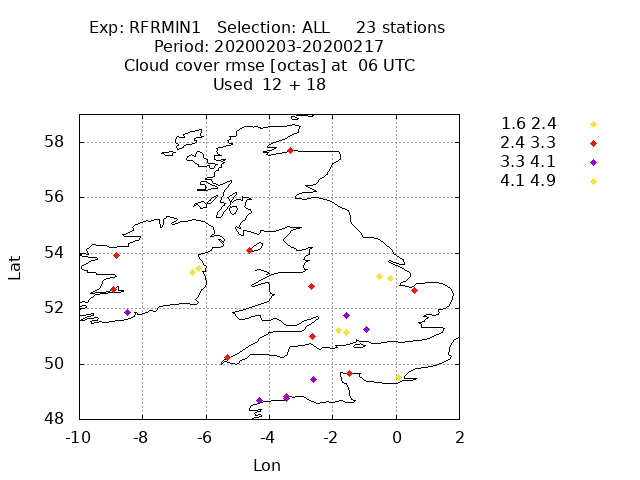 Exp: RFRMIN1 Selection: ALL 23 stations
Period: 20200203-20200217
Cloud cover rmse [octas] at 06 UTC
Used 12 + 18
1.6 2.4
2.4 3.3
3.3 4.1
4.1 4.9
58
56
54
52
50
48
Lat
-10 -8 -6 -4 -2 0 2
Lon